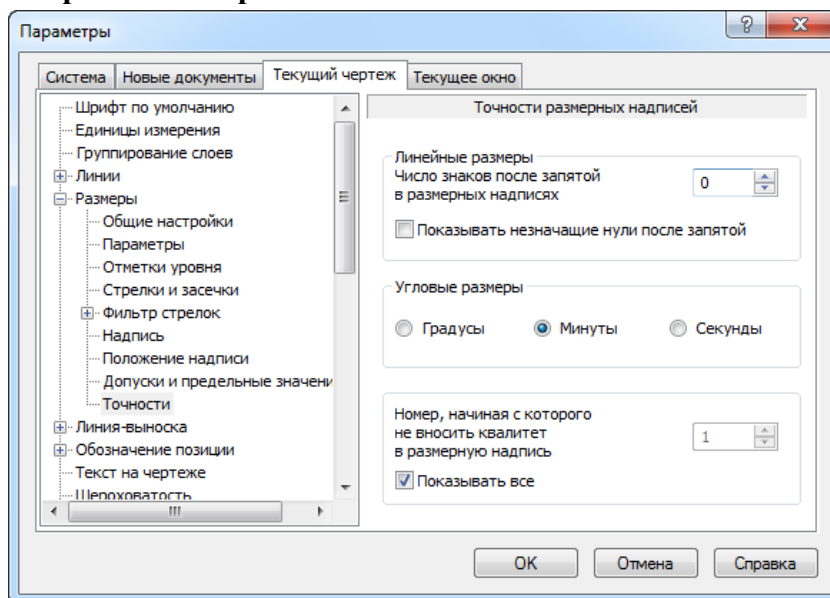 Параметры
Система
Новые документы
Текущий чертеж
Текущее окно
Шрифт по умолчанию
Единицы измерения
Группирование слоев
Линии
Размеры
Общие настройки
Параметры
Отметки уровня
Стрелки и засечки
Фильтр стрелок
Надпись
Положение надписи
Допуски и предельные значени
Точности
Линия-выноска
Обозначение позиции
Текст на чертеже
Шероховатость
Точности размерных надписей
Линейные размеры
Число знаков после запятой
в размерных надписях
0
Показывать незначащие нули после запятой
Угловые размеры
Градусы
Минуты
Секунды
Номер, начиная с которого
не вносить квалитет
в размерную надпись
1
Показывать все
OK
Отмена
Справка